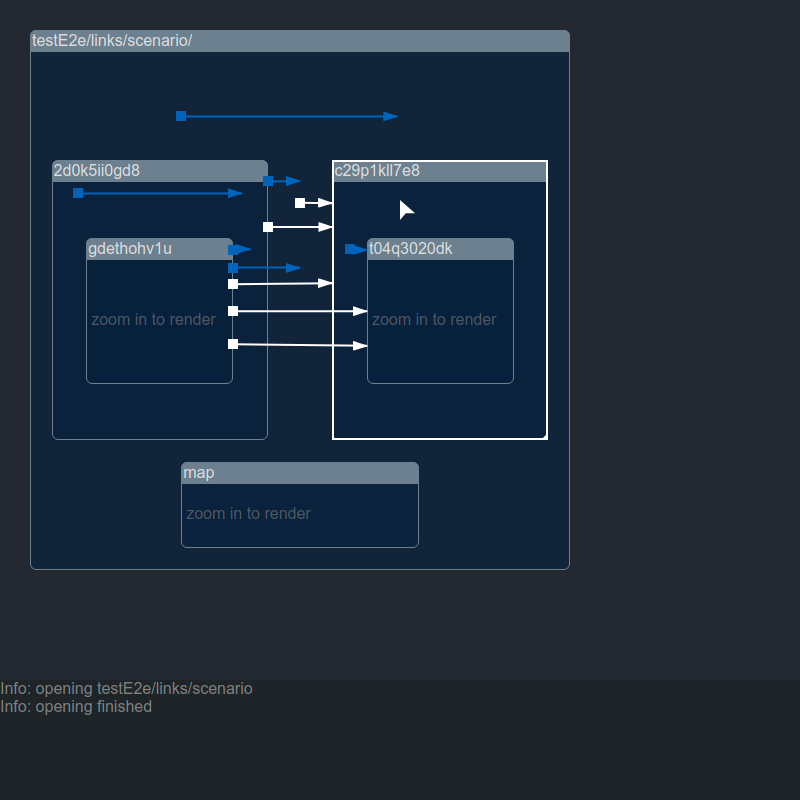 testE2e/links/scenario/
2d0k5ii0gd8
c29p1kll7e8
gdethohv1u
t04q3020dk
zoom in to render
zoom in to render
map
zoom in to render
Info: opening testE2e/links/scenario
Info: opening finished